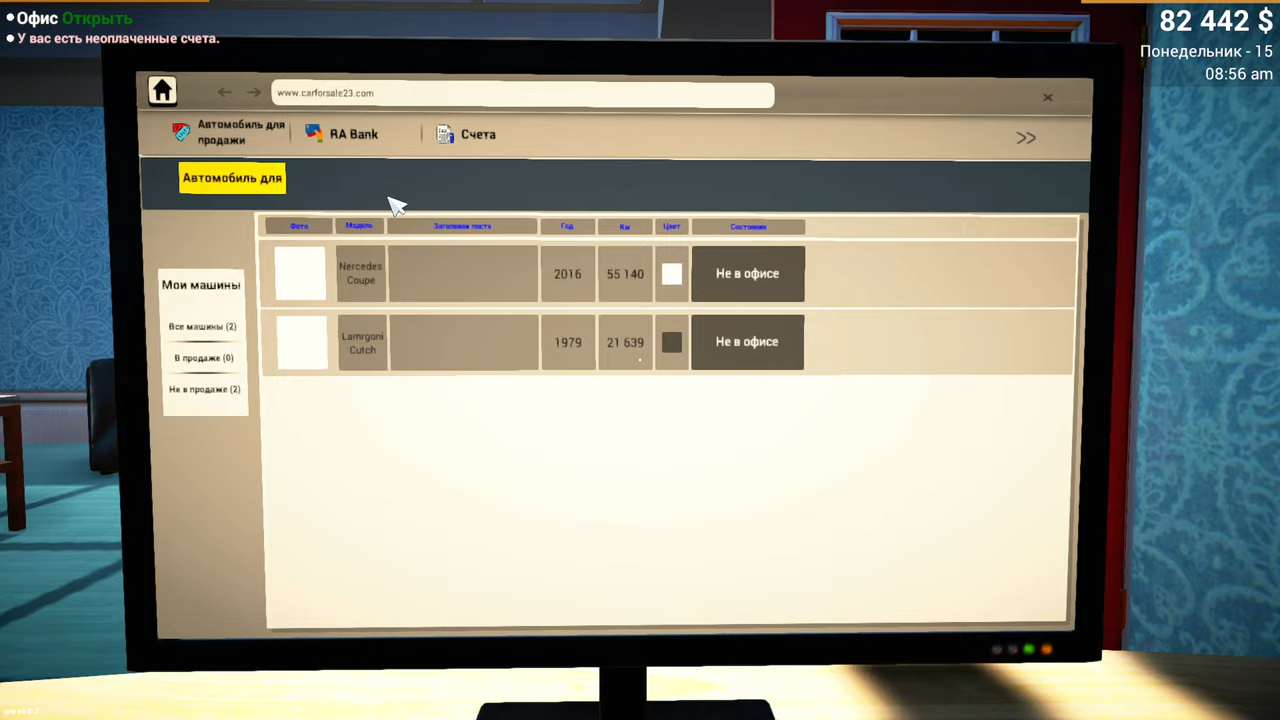 Офис Открыть
У вас есть неоплаченные счета.
82 442 $
Понедельник - 15
08:56 am
www.carforsale23.com
Автомобиль для
продажи
RA Bank
Счета
>>
Автомобиль для
Фото Модель Заголовок поста Год Км Цвет Состояние
Мои машины
Все машины (2)
В продаже (0)
Не в продаже (2)
Nercedes
Coupe
2016
55 140
Не в офисе
Lamrgoni
Cutch
1979
21 639
Не в офисе